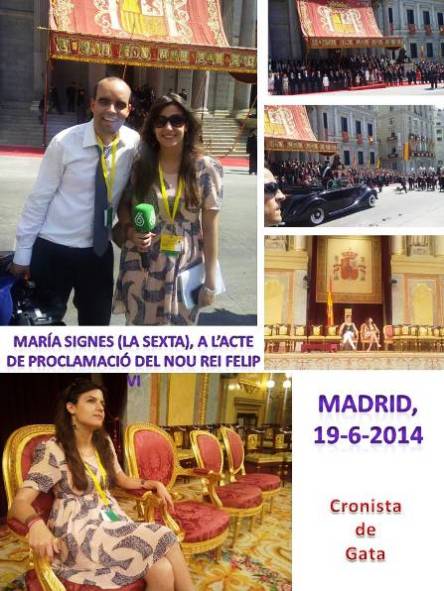 6
MARÍA SIGNES (LA SEXTA), A L'ACTE
DE PROCLAMACIÓ DEL NOU REI FELIP
VI
MADRID,
19-6-2014
Cronista
de
Gata